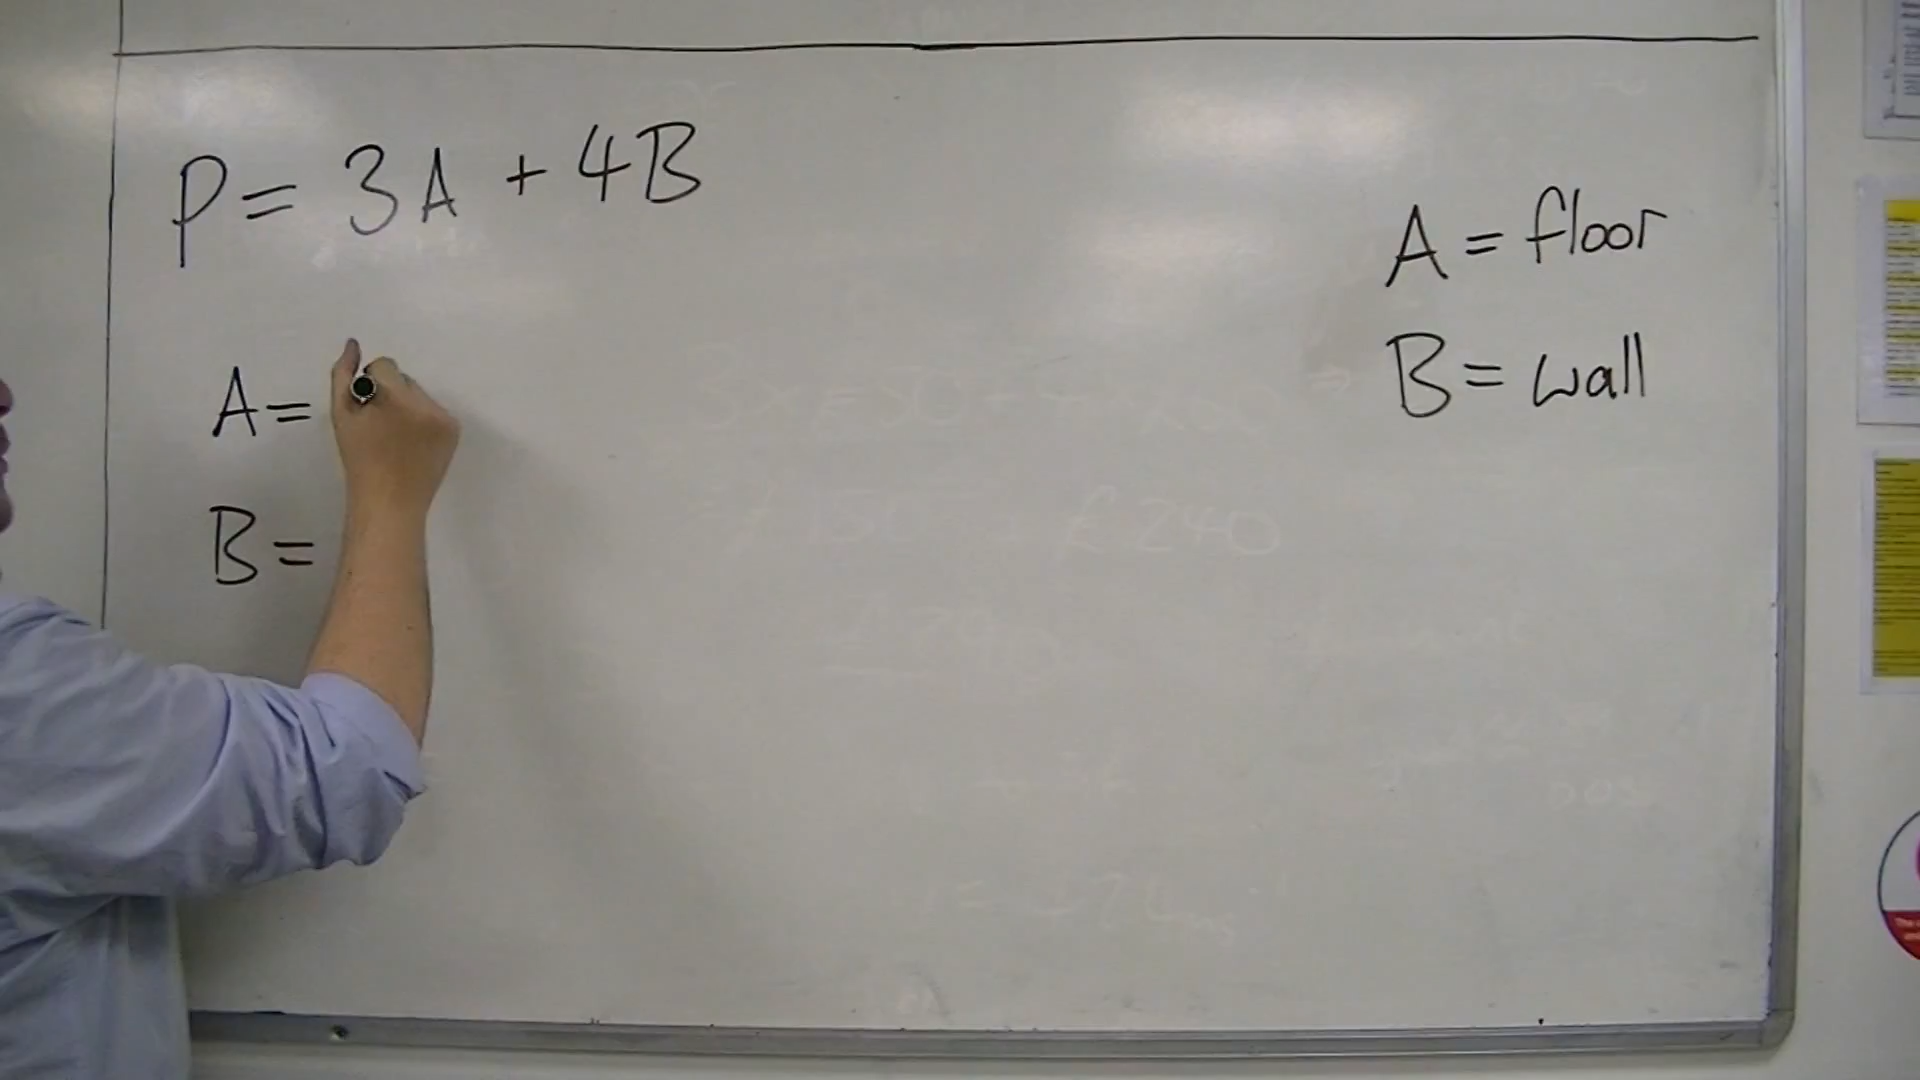 P = 3A + 4B
A =
B =
A = floor
B = wall